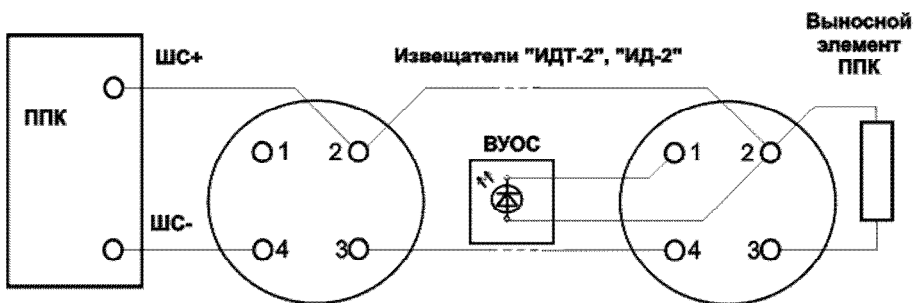 Выносной
элемент
ППК
ШС+
Извещатели "ИДТ-2", "ИД-2"
ППК
ВУОС
1
2
1
2
ШС-
4
3
4
3